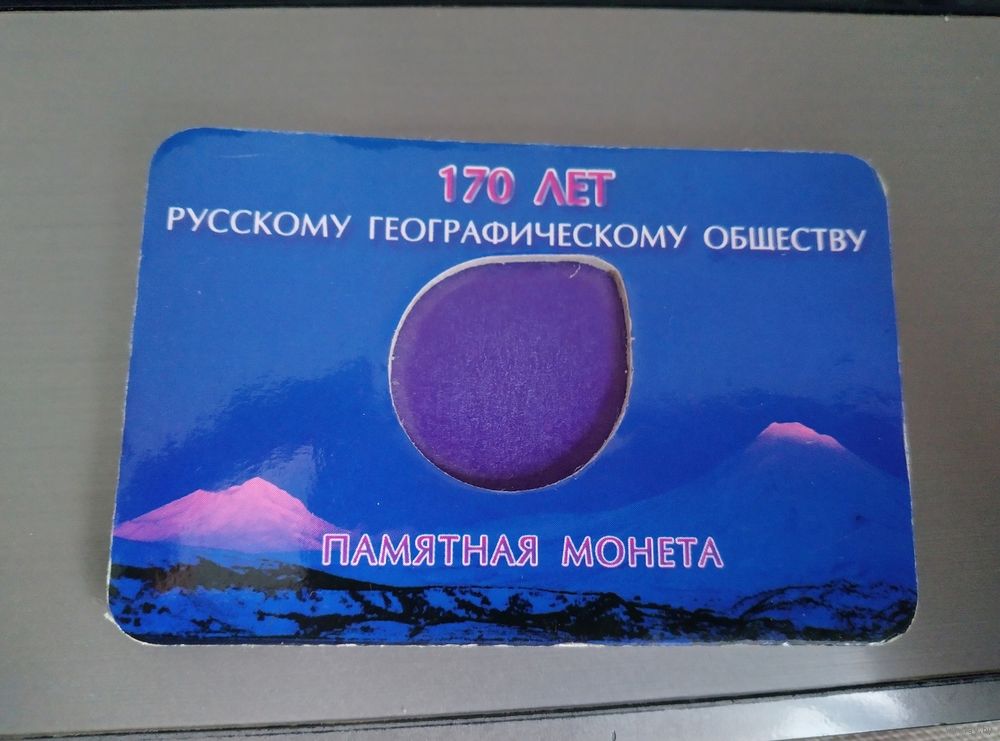 170 ЛЕТ
РУССКОМУ ГЕОГРАФИЧЕСКОМУ ОБЩЕСТВУ
ПАМЯТНАЯ МОНЕТА